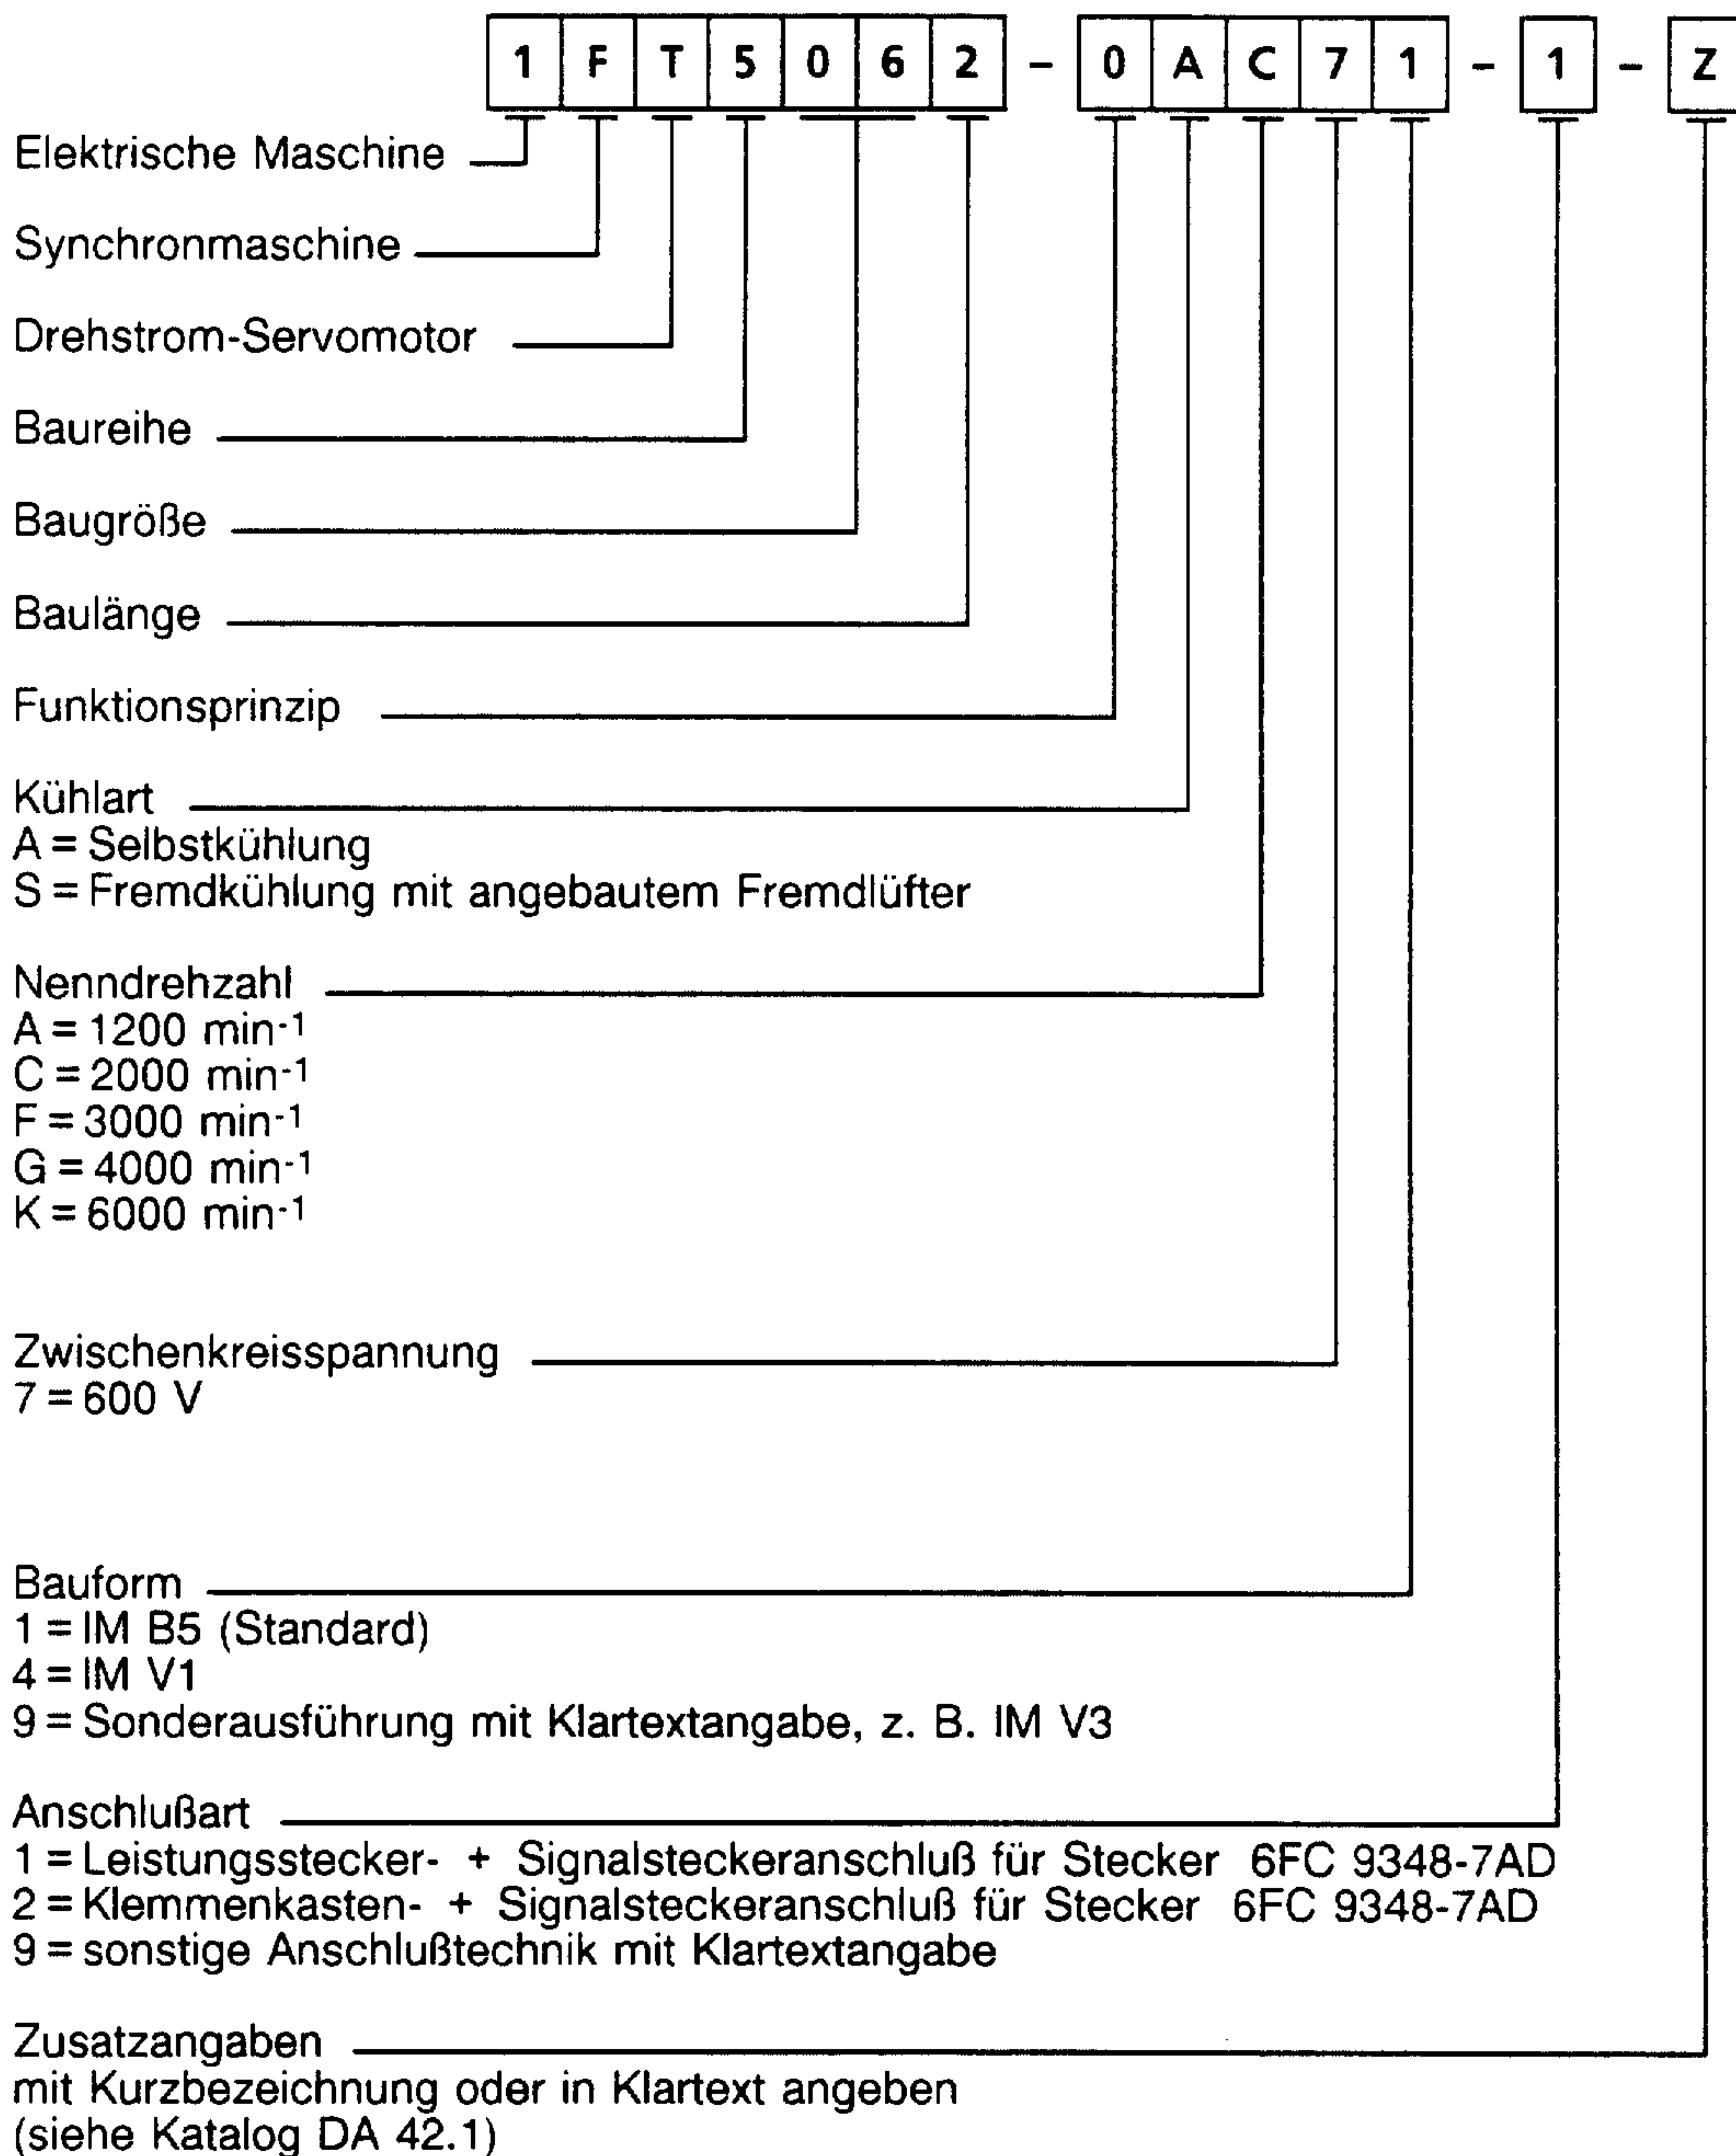 1 F T 5 0 6 2 - 0 A C 7 1 - 1 - Z
Elektrische Maschine
Synchronmaschine
Drehstrom-Servomotor
Baureihe
Baugröße
Baulänge
Funktionsprinzip
Kühlart
A = Selbstkühlung
S = Fremdkühlung mit angebautem Fremdlüfter
Nenndrehzahl
A = 1200 min-1
C = 2000 min-1
F = 3000 min-1
G = 4000 min-1
K = 6000 min-1
Zwischenkreisspannung
7 = 600 V
Bauform
1 = IM B5 (Standard)
4 = IM V1
9 = Sonderausführung mit Klartextangabe, z. B. IM V3
Anschlußart
1 = Leistungsstecker- + Signalsteckeranschluß für Stecker 6FC 9348-7AD
2 = Klemmenkasten- + Signalsteckeranschluß für Stecker 6FC 9348-7AD
9 = sonstige Anschlußtechnik mit Klartextangabe
Zusatzangaben
mit Kurzbezeichnung oder in Klartext angeben
(siehe Katalog DA 42.1)